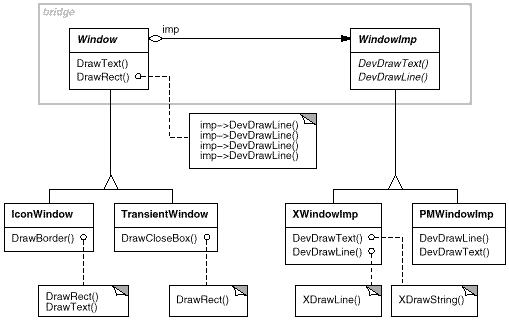 bridge
imp
Window
WindowImp
DrawText()
DrawRect()
DevDrawText()
DevDrawLine()
imp->DevDrawLine()
imp->DevDrawLine()
imp->DevDrawLine()
imp->DevDrawLine()
IconWindow
TransientWindow
XWindowImp
PMWindowImp
DrawBorder()
DrawCloseBox()
DevDrawText()
DevDrawLine()
DevDrawLine()
DevDrawText()
DrawRect()
DrawText()
DrawRect()
XDrawLine()
XDrawString()